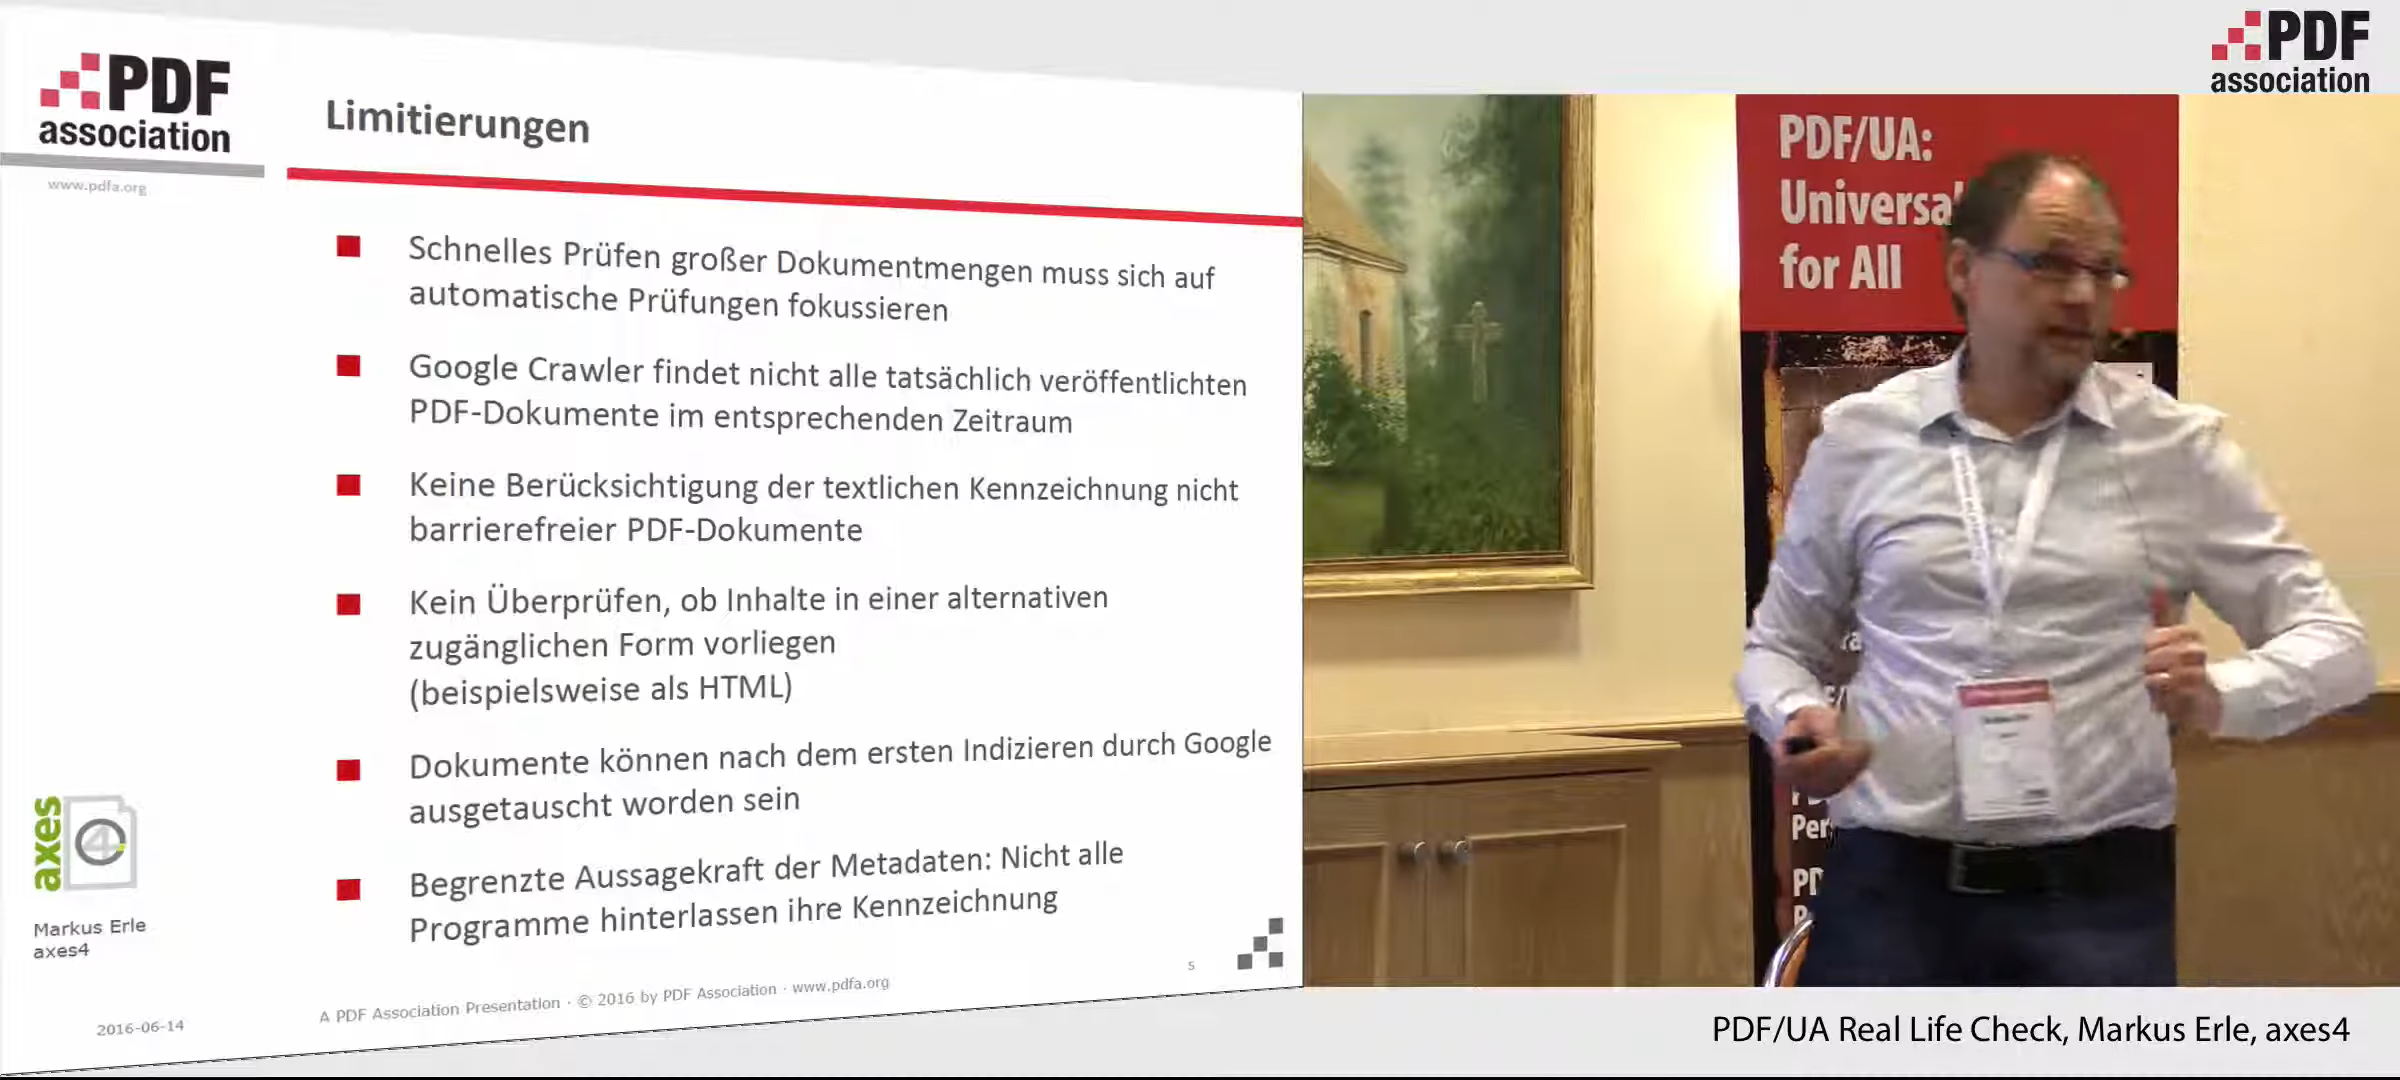 PDF
association
www.pdfa.org
Limitierungen
Schnelles Prüfen großer Dokumentmengen muss sich auf
automatische Prüfungen fokussieren
Google Crawler findet nicht alle tatsächlich veröffentlichten
PDF-Dokumente im entsprechenden Zeitraum
Keine Berücksichtigung der textlichen Kennzeichnung nicht
barrierefreier PDF-Dokumente
Kein Überprüfen, ob Inhalte in einer alternativen
zugänglichen Form vorliegen
(beispielsweise als HTML)
Dokumente können nach dem ersten Indizieren durch Google
ausgetauscht worden sein
Begrenzte Aussagekraft der Metadaten: Nicht alle
Programme hinterlassen ihre Kennzeichnung
axes
4
Markus Erle
axes4
2016-06-14
A PDF Association Presentation · © 2016 by PDF Association · www.pdfa.org
5
PDF
association
PDF/UA:
Universal
for All
PDF/UA Real Life Check, Markus Erle, axes4